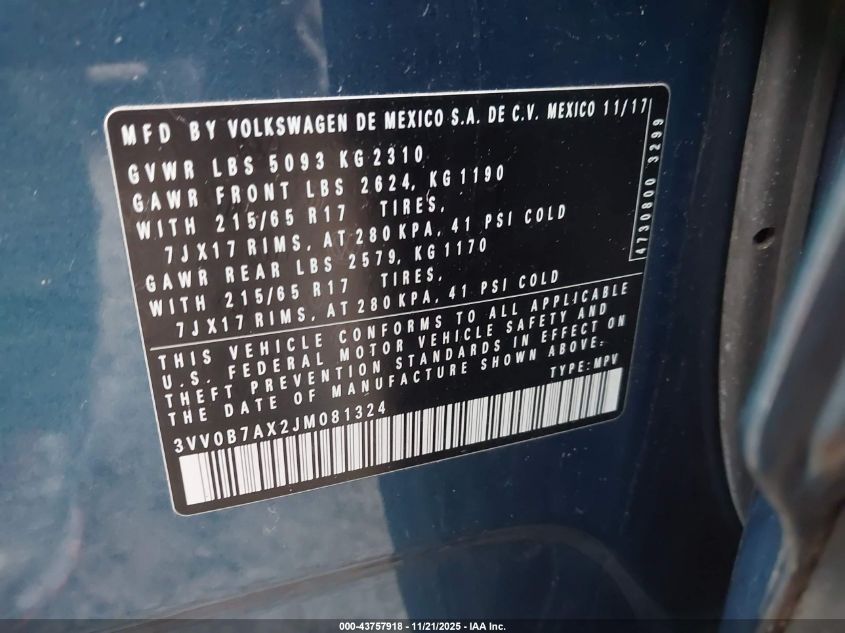 MFD BY VOLKSWAGEN DE MEXICO S.A. DE C.V. MEXICO 11/17
GVWR LBS 5093 KG 2310
GAWR FRONT LBS 2624, KG 1190
WITH 215/65 R17 TIRES,
7JX17 RIMS, AT 280 KPA, 41 PSI COLD
GAWR REAR LBS 2579, KG 1170
WITH 215/65 R17 TIRES,
7JX17 RIMS, AT 280 KPA, 41 PSI COLD
4730800 3299
THIS VEHICLE CONFORMS TO ALL APPLICABLE
U.S. FEDERAL MOTOR VEHICLE SAFETY AND
THEFT PREVENTION STANDARDS IN EFFECT ON
THE DATE OF MANUFACTURE SHOWN ABOVE.
TYPE:MPV
3VV0B7AX2JM081324
000-43757918 - 11/21/2025 - IAA Inc.